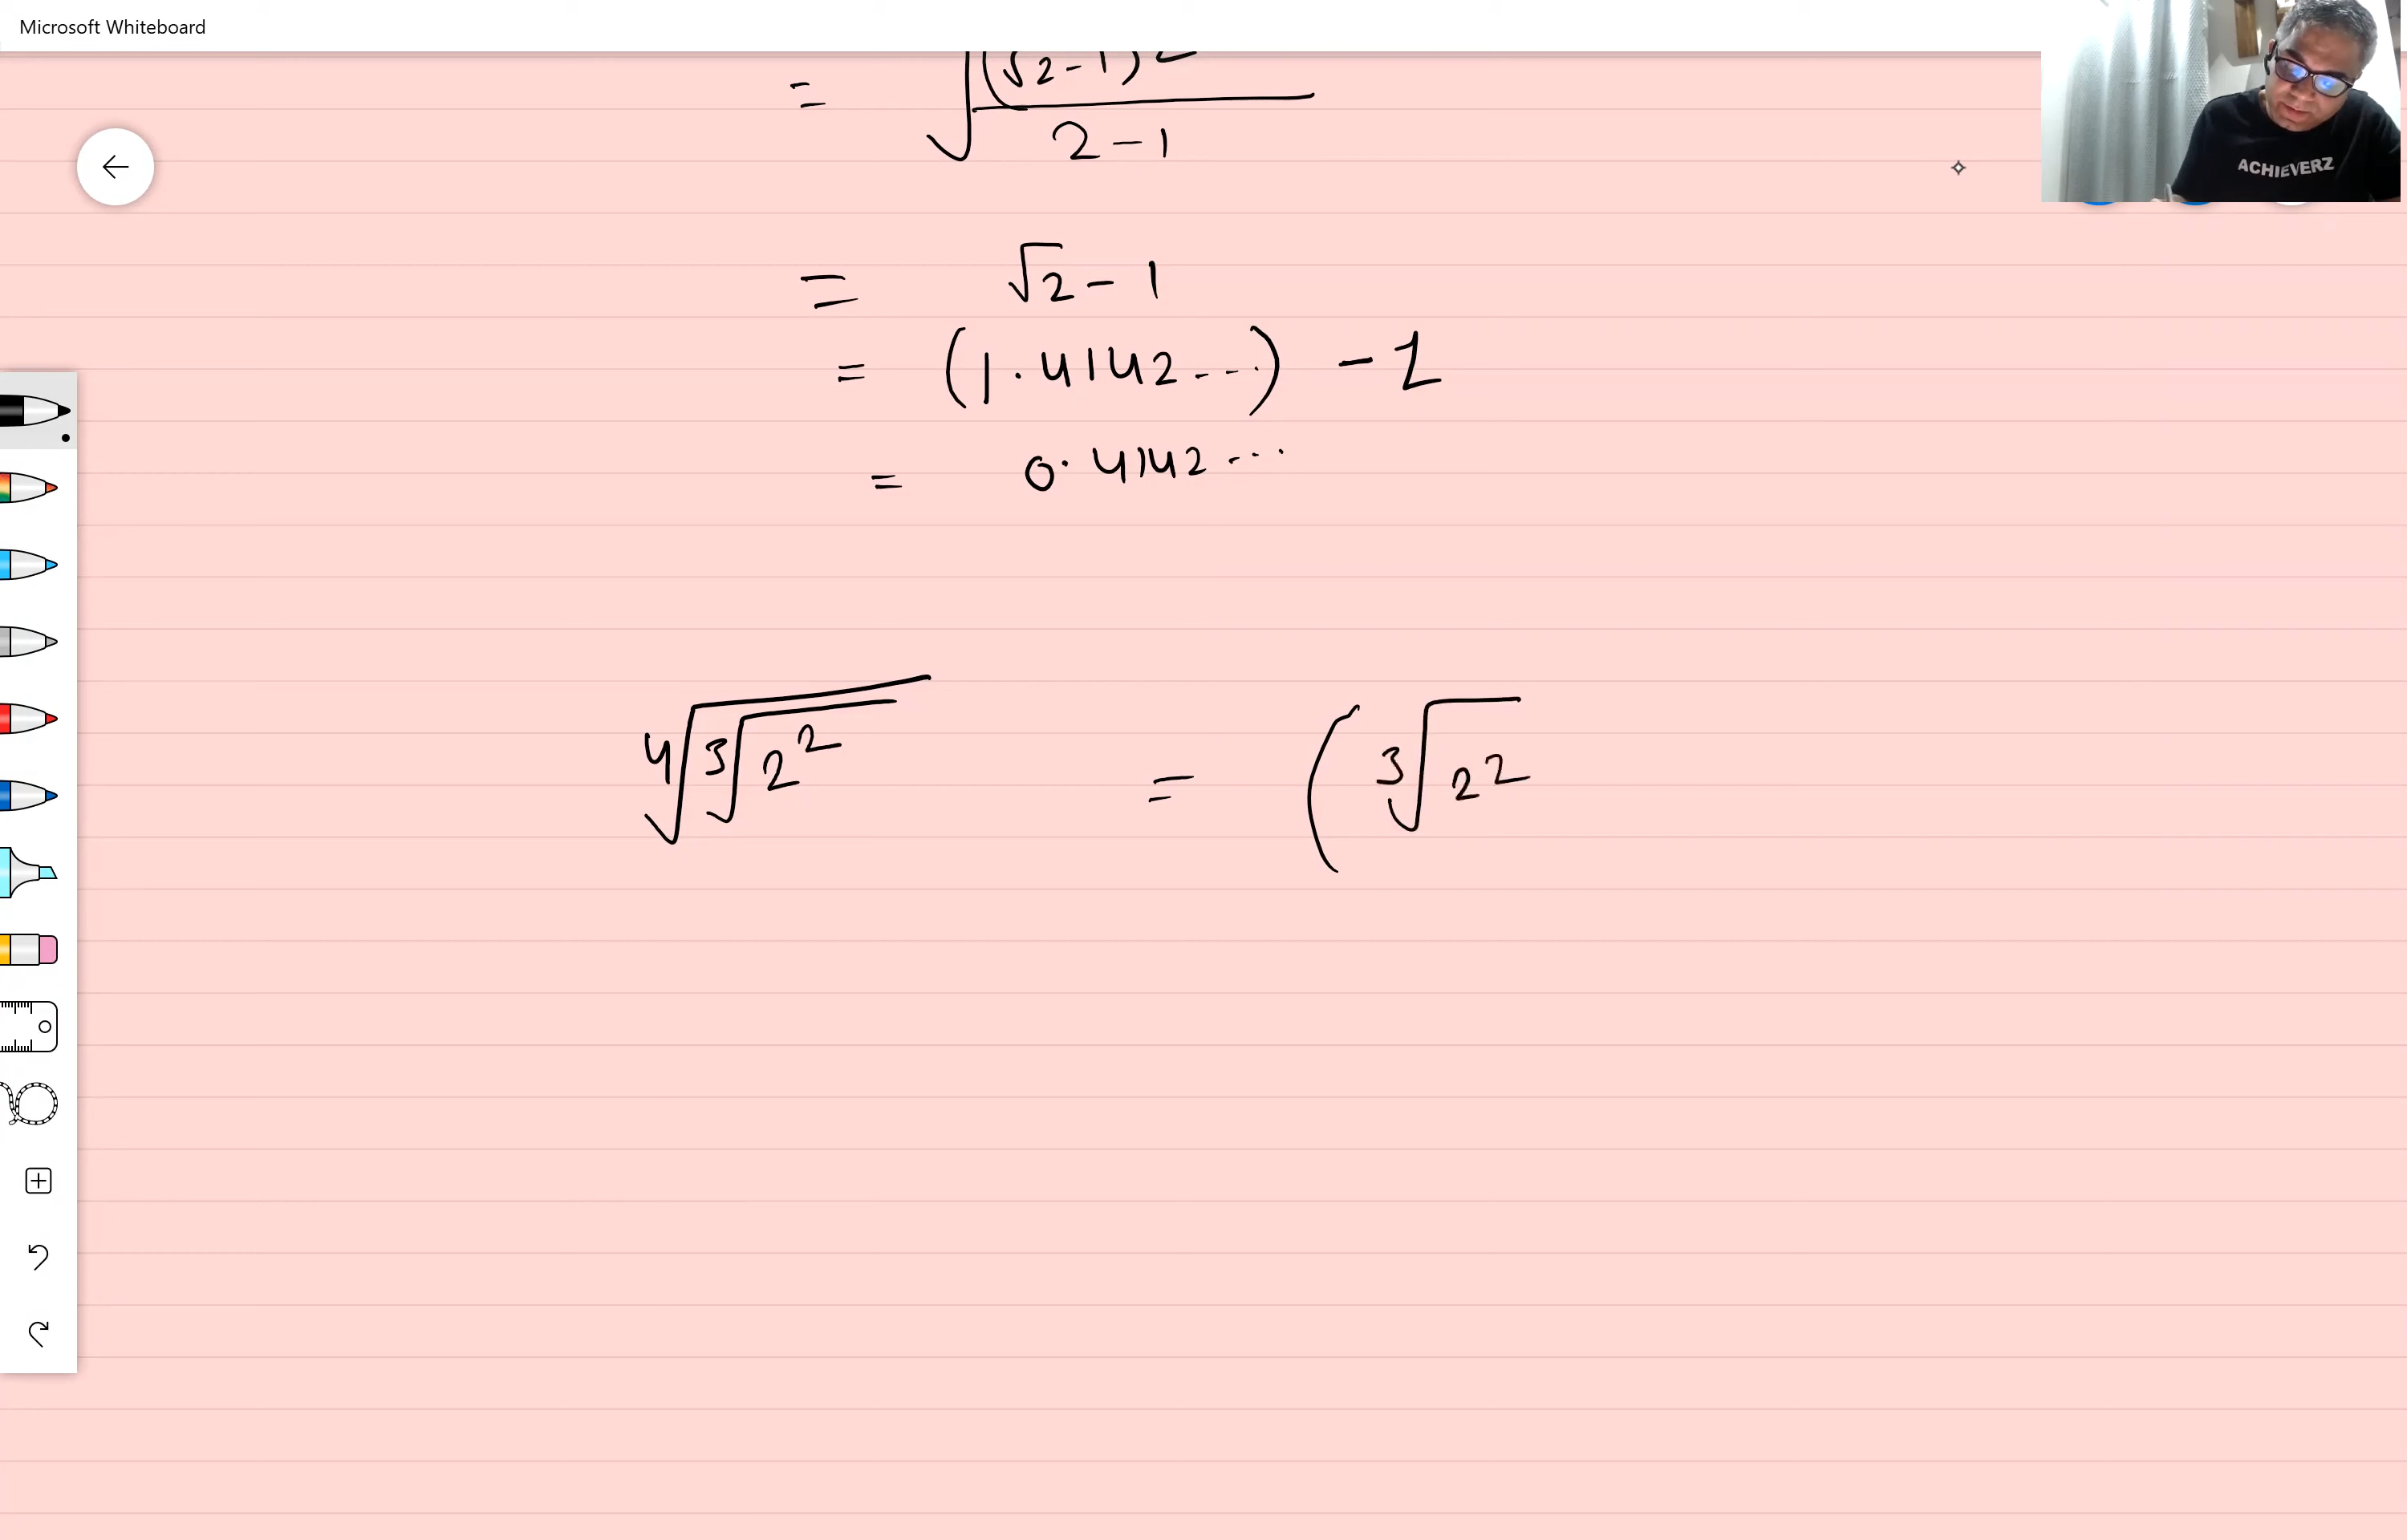 Microsoft Whiteboard
= √((√2-1)²/(2-1))
ACHIEVERZ
= √2 - 1
= (1.4142...) - 1
= 0.4142...
⁴√(³√(2²)) = (³√(2²)